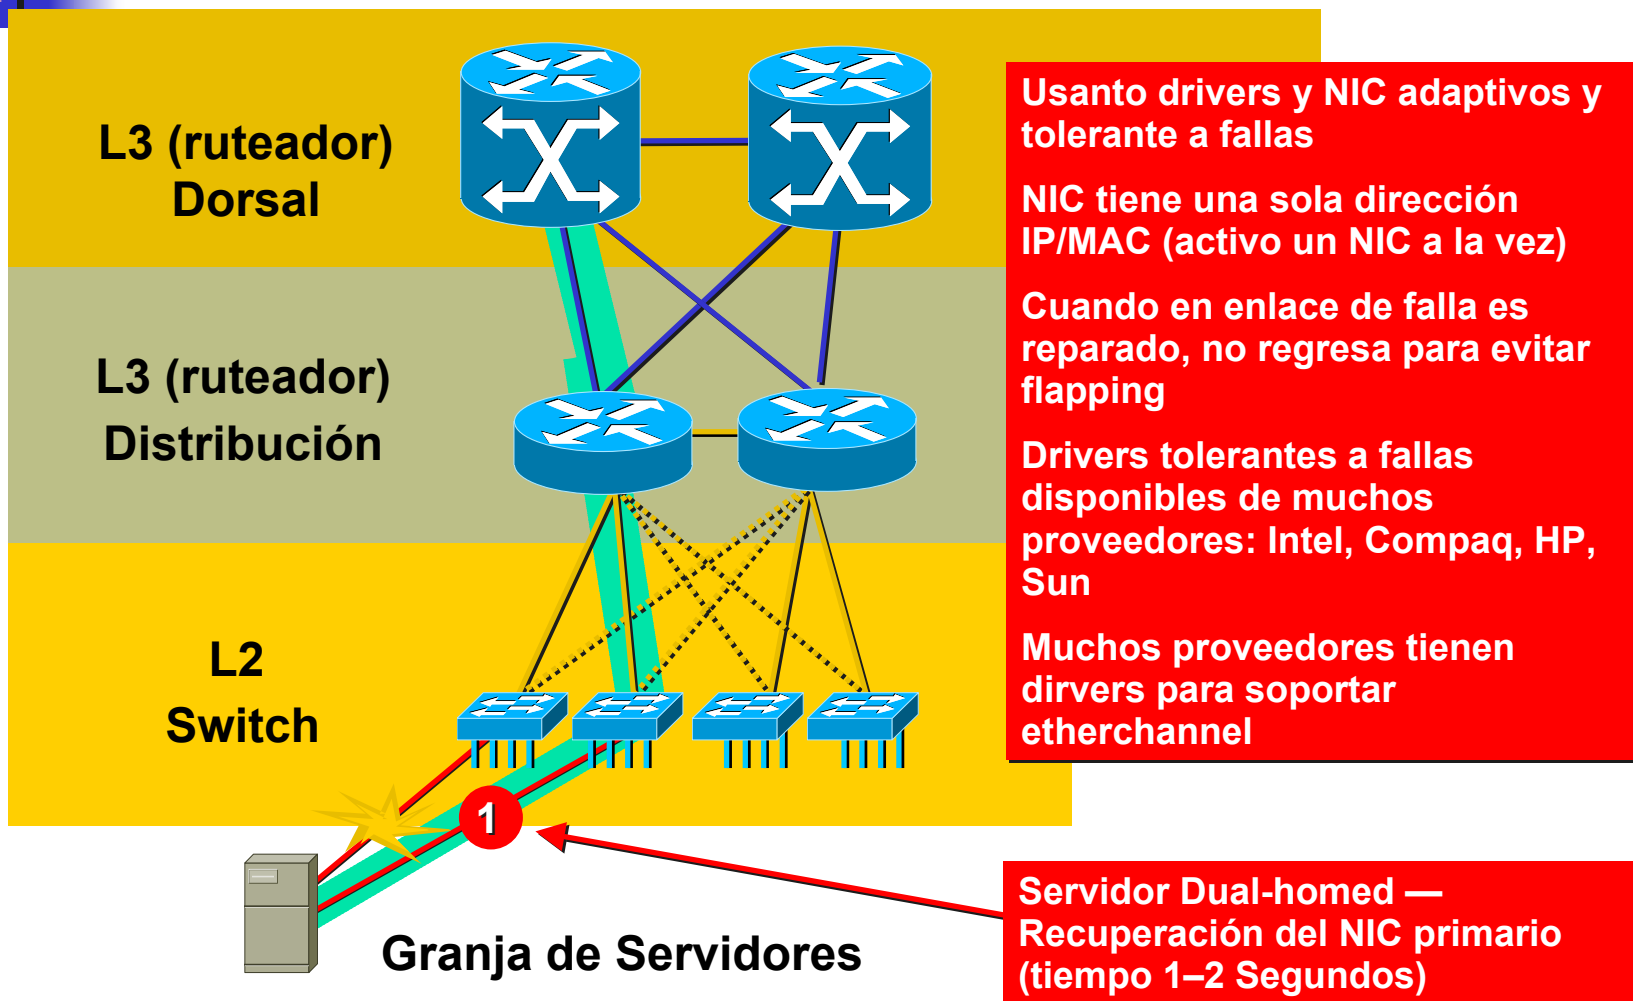 L3 (ruteador)
Dorsal
L3 (ruteador)
Distribución
L2
Switch
1
Granja de Servidores
Usanto drivers y NIC adaptivos y
tolerante a fallas
NIC tiene una sola dirección
IP/MAC (activo un NIC a la vez)
Cuando en enlace de falla es
reparado, no regresa para evitar
flapping
Drivers tolerantes a fallas
disponibles de muchos
proveedores: Intel, Compaq, HP,
Sun
Muchos proveedores tienen
dirvers para soportar
etherchannel
Servidor Dual-homed —
Recuperación del NIC primario
(tiempo 1–2 Segundos)